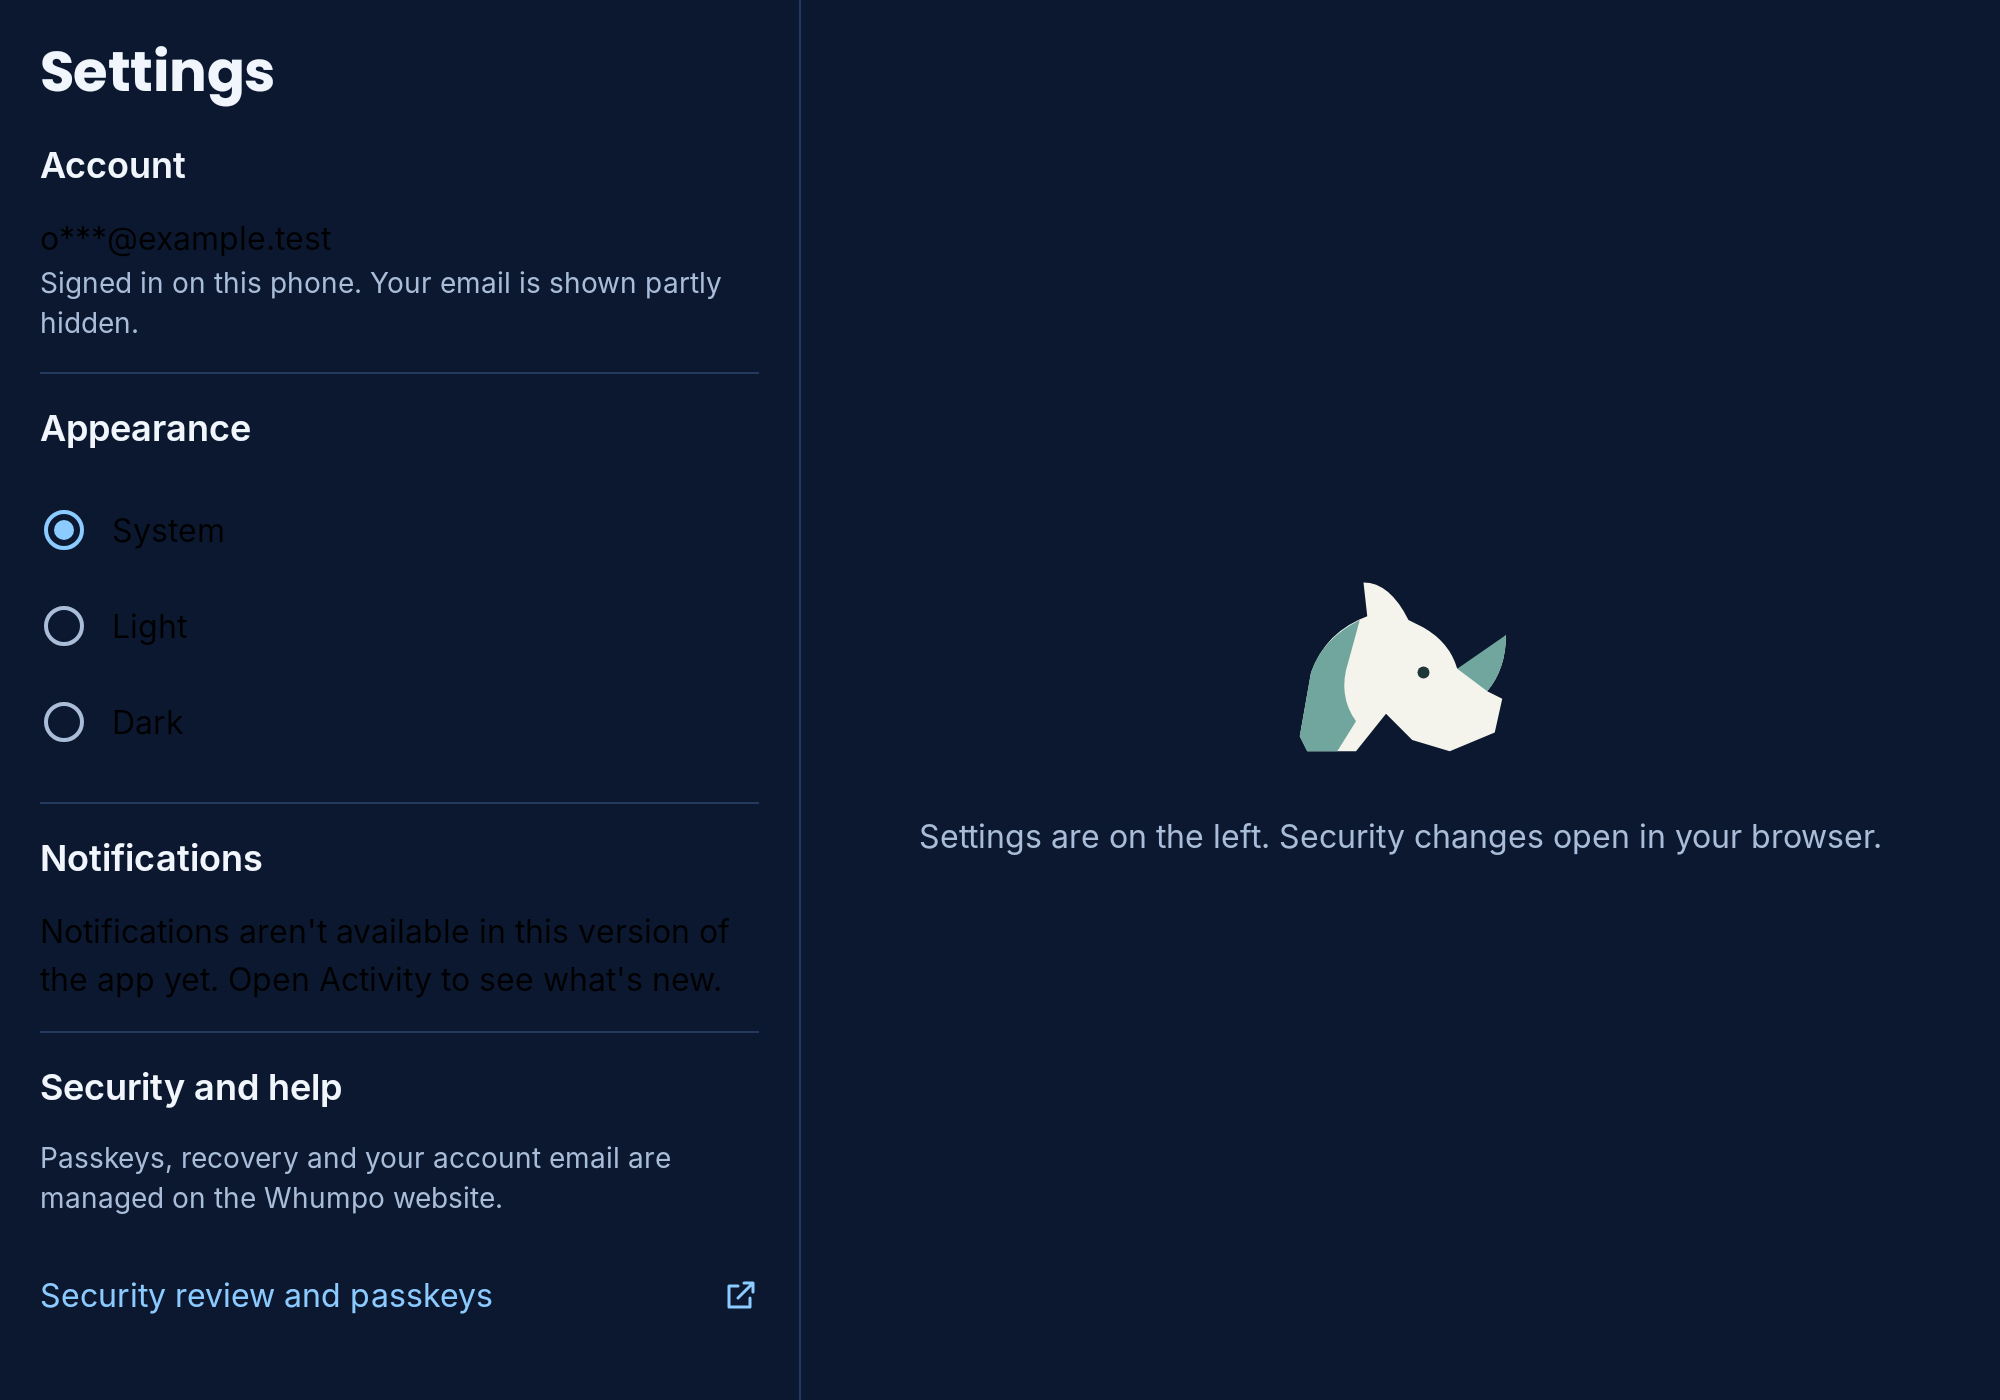 Settings
Account
o***@example.test
Signed in on this phone. Your email is shown partly
hidden.
Appearance
System
Light
Dark
Notifications
Notifications aren't available in this version of
the app yet. Open Activity to see what's new.
Security and help
Passkeys, recovery and your account email are
managed on the Whumpo website.
Security review and passkeys
Settings are on the left. Security changes open in your browser.